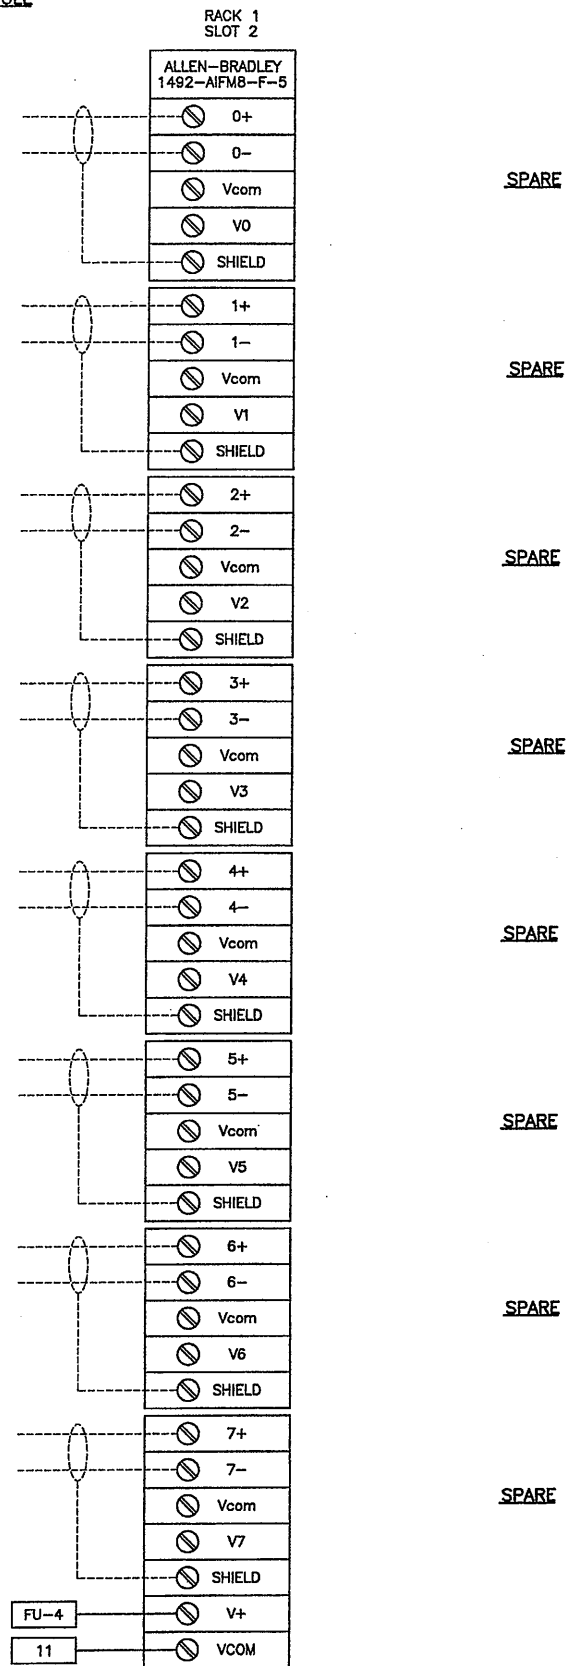 RACK 1
SLOT 2
ALLEN-BRADLEY
1492-AIFM8-F-5
0+
0-
Vcom
V0
SHIELD
SPARE
1+
1-
Vcom
V1
SHIELD
SPARE
2+
2-
Vcom
V2
SHIELD
SPARE
3+
3-
Vcom
V3
SHIELD
SPARE
4+
4-
Vcom
V4
SHIELD
SPARE
5+
5-
Vcom
V5
SHIELD
SPARE
6+
6-
Vcom
V6
SHIELD
SPARE
7+
7-
Vcom
V7
SHIELD
SPARE
FU-4 V+
11 VCOM